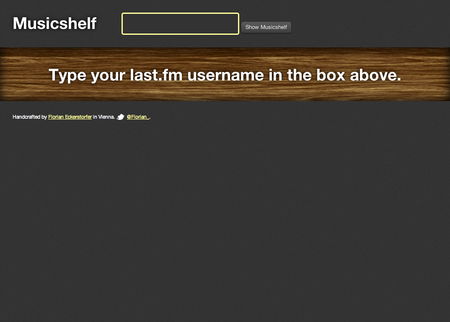 Musicshelf
Show Musicshelf
Type your last.fm username in the box above.
Handcrafted by Florian Eckerstorfer in Vienna. @Florian_.